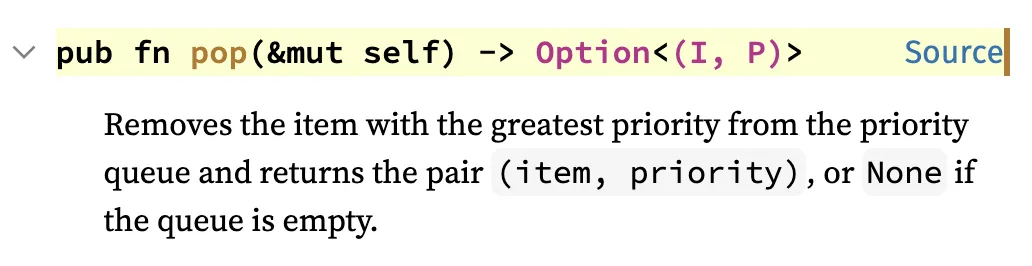 pub fn pop(&mut self) -> Option<(I, P)> Source
Removes the item with the greatest priority from the priority
queue and returns the pair (item, priority), or None if
the queue is empty.